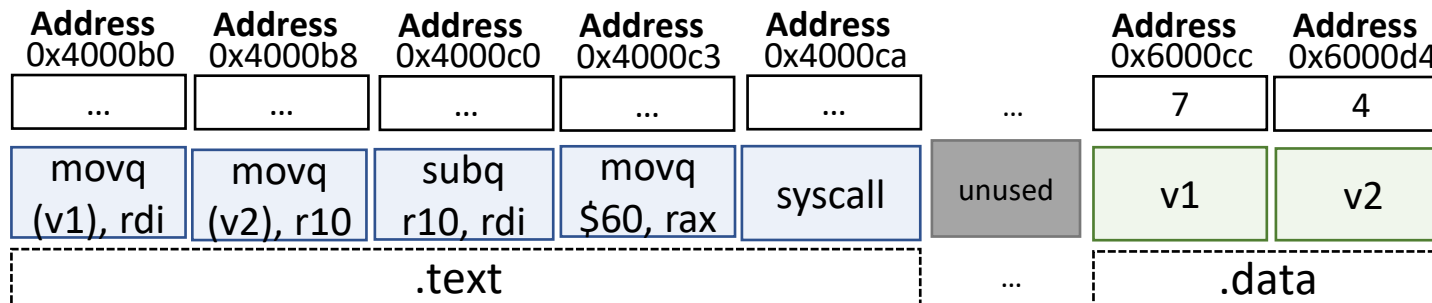 Address Address Address Address Address Address Address
0x4000b0 0x4000b8 0x4000c0 0x4000c3 0x4000ca 0x6000cc 0x6000d4
... ... ... ... ... ... 7 4
movq movq subq movq
(v1), rdi (v2), r10 r10, rdi $60, rax syscall unused v1 v2
.text ... .data